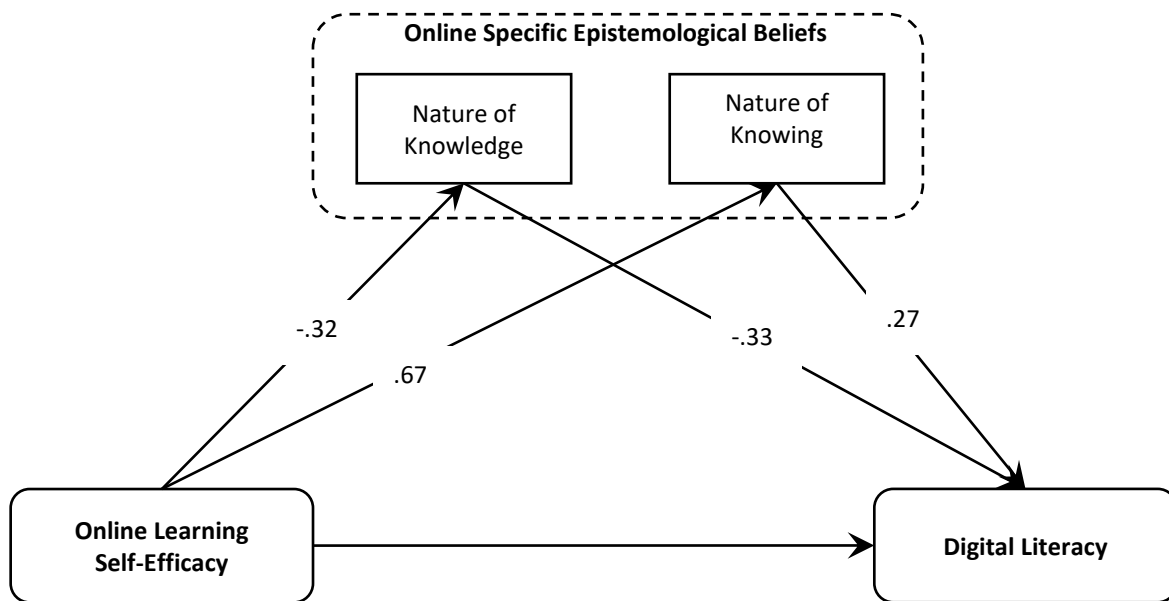 Online Specific Epistemological Beliefs
Nature of
Knowledge
Nature of
Knowing
-.32
.67
-.33
.27
Online Learning
Self-Efficacy
Digital Literacy